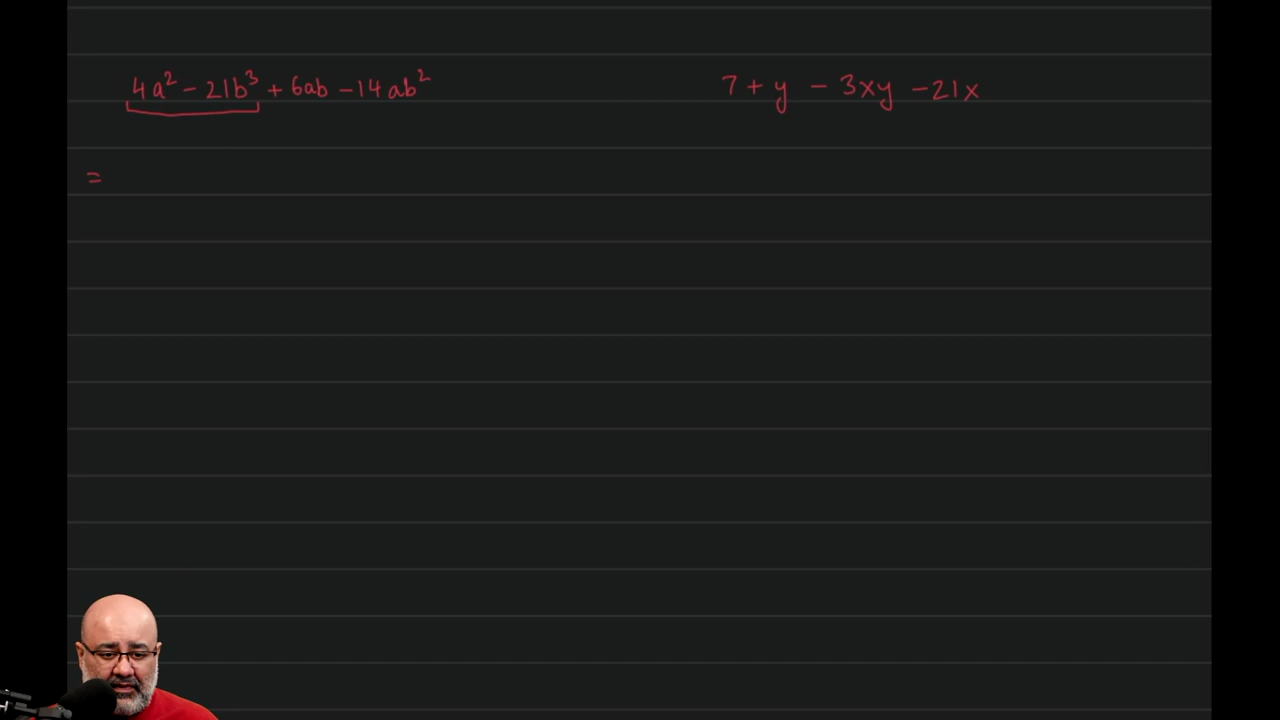 4a² - 21b³ + 6ab - 14ab²
7 + y - 3xy - 21x
=